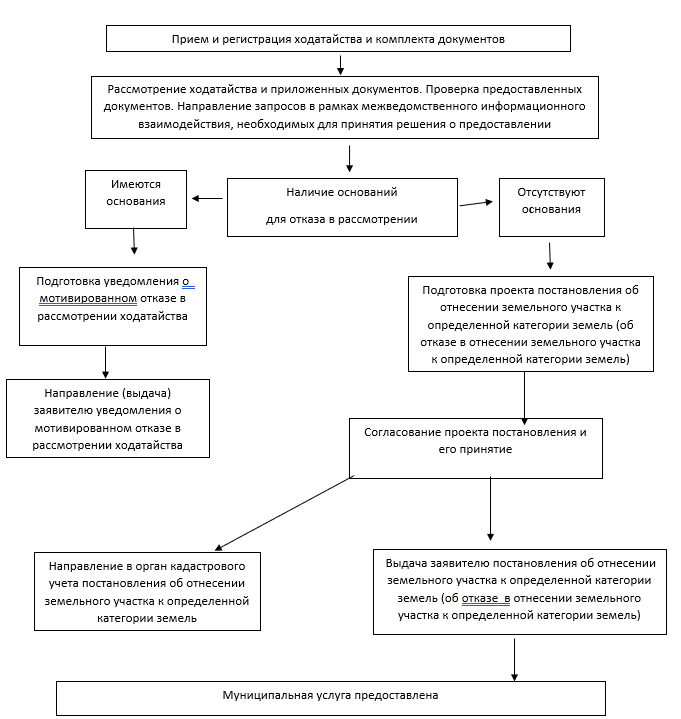 Прием и регистрация ходатайства и комплекта документов
Рассмотрение ходатайства и приложенных документов. Проверка предоставленных
документов. Направление запросов в рамках межведомственного информационного
взаимодействия, необходимых для принятия решения о предоставлении
Имеются
основания
Наличие оснований
для отказа в рассмотрении
Отсутствуют
основания
Подготовка уведомления о
мотивированном отказе в
рассмотрении ходатайства
Подготовка проекта постановления об
отнесении земельного участка к
определенной категории земель (об
отказе в отнесении земельного участка
к определенной категории земель)
Направление (выдача)
заявителю уведомления о
мотивированном отказе в
рассмотрении ходатайства
Согласование проекта постановления и
его принятие
Направление в орган кадастрового
учета постановления об отнесении
земельного участка к определенной
категории земель
Выдача заявителю постановления об отнесении
земельного участка к определенной категории
земель (об отказе в отнесении земельного
участка к определенной категории земель)
Муниципальная услуга предоставлена